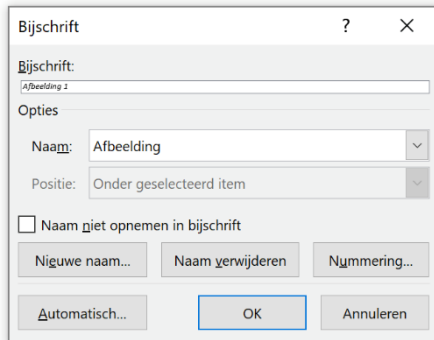 Bijschrift ? ×
Bijschrift:
Afbeelding 1
Opties
Naam: Afbeelding
Positie: Onder geselecteerd item
Naam niet opnemen in bijschrift
Nieuwe naam... Naam verwijderen Nummering...
Automatisch... OK Annuleren